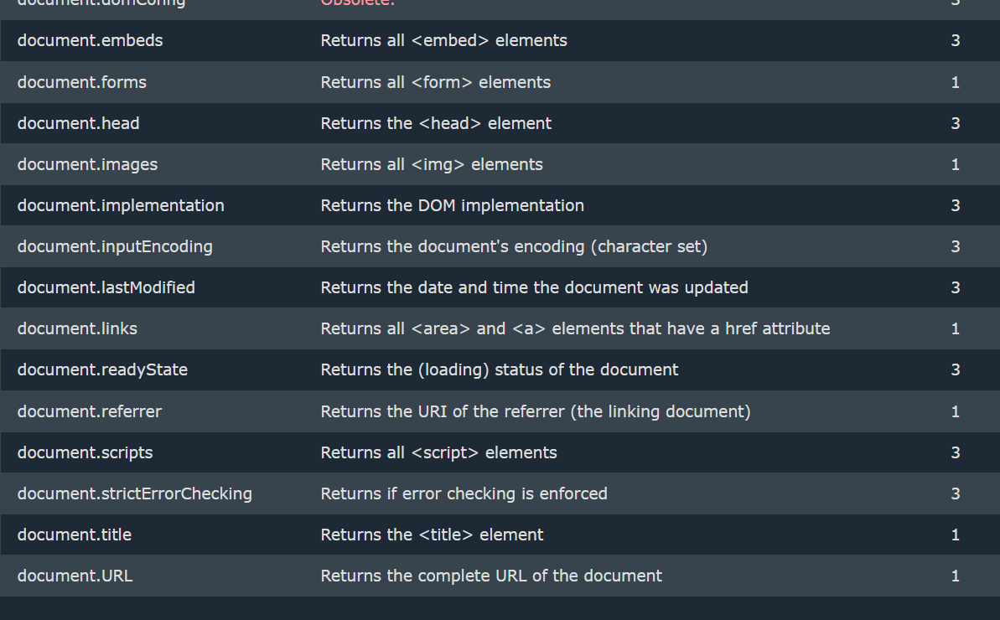 document.domConfig Obsolete. 3
document.embeds Returns all <embed> elements 3
document.forms Returns all <form> elements 1
document.head Returns the <head> element 3
document.images Returns all <img> elements 1
document.implementation Returns the DOM implementation 3
document.inputEncoding Returns the document's encoding (character set) 3
document.lastModified Returns the date and time the document was updated 3
document.links Returns all <area> and <a> elements that have a href attribute 1
document.readyState Returns the (loading) status of the document 3
document.referrer Returns the URI of the referrer (the linking document) 1
document.scripts Returns all <script> elements 3
document.strictErrorChecking Returns if error checking is enforced 3
document.title Returns the <title> element 1
document.URL Returns the complete URL of the document 1